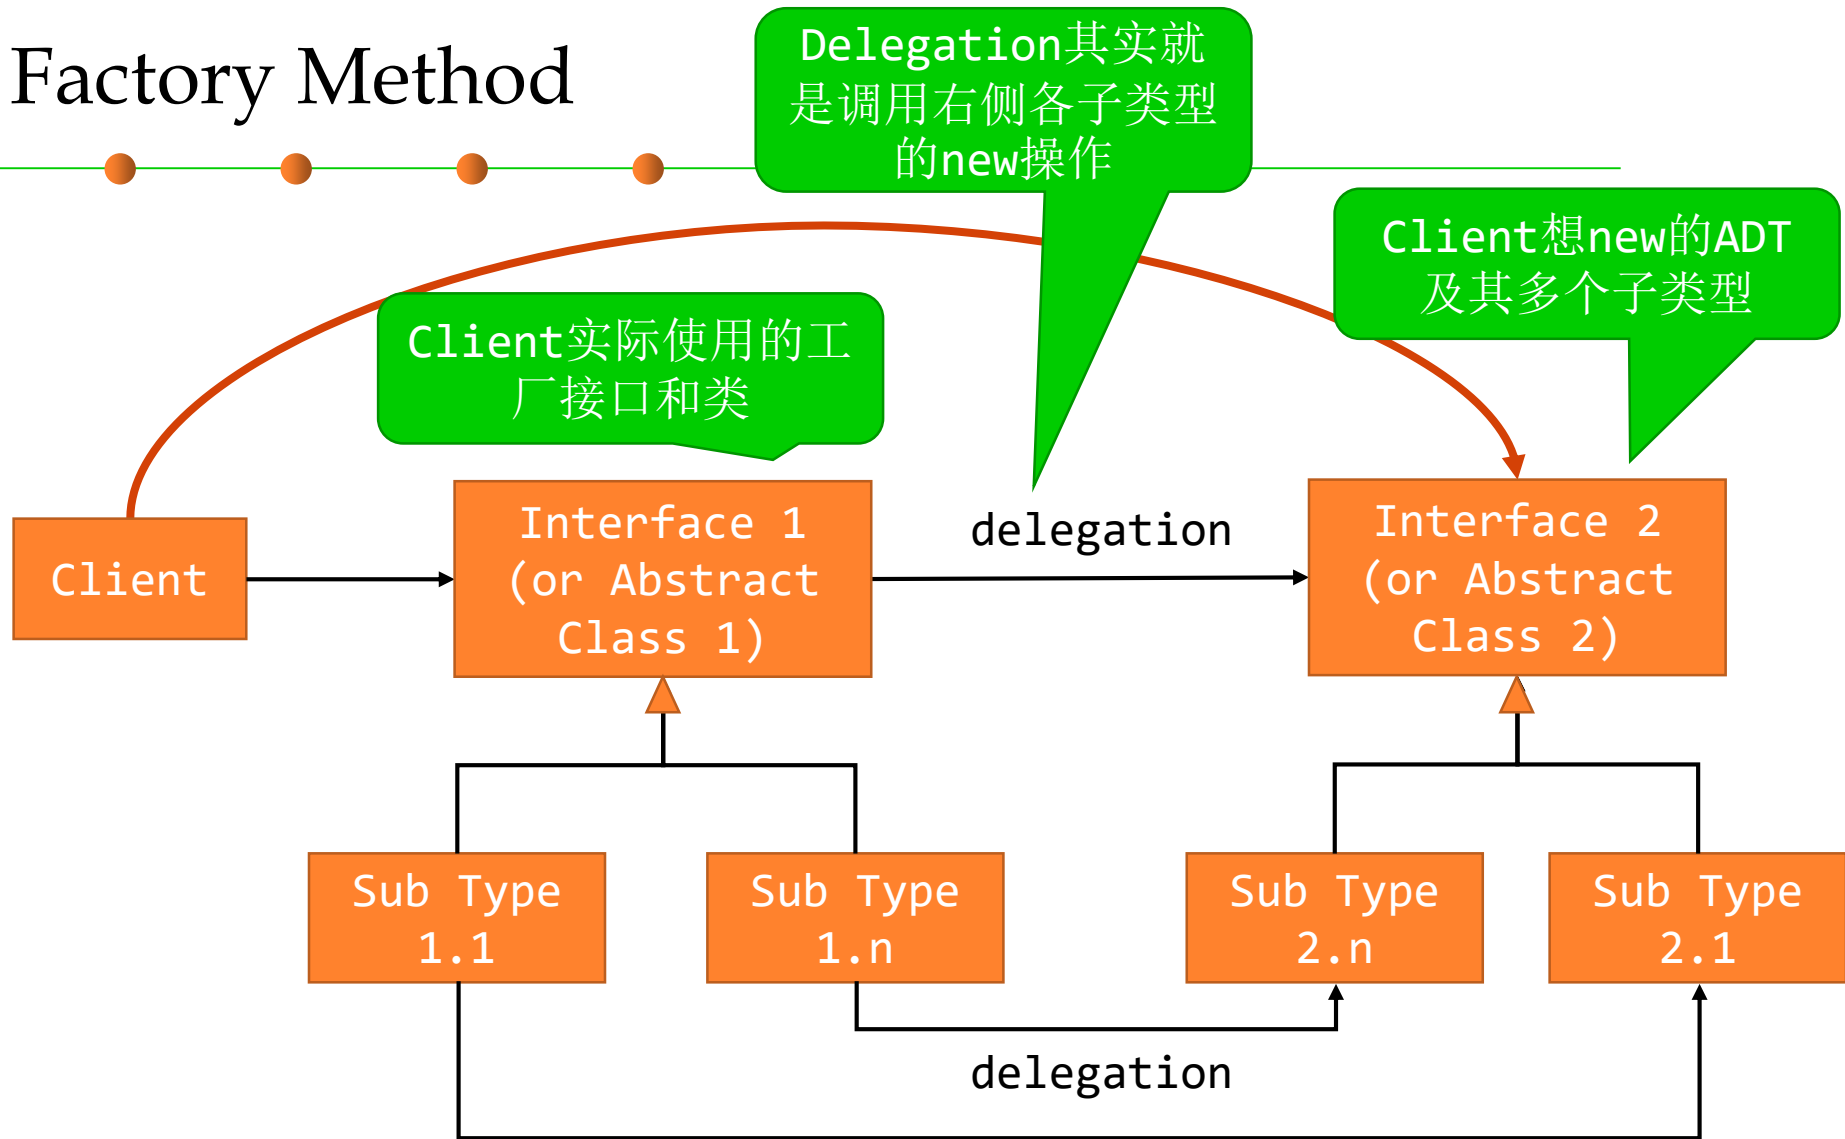 Factory Method
Delegation其实就
是调用右侧各子类型
的new操作
Client想new的ADT
及其多个子类型
Client实际使用的工
厂接口和类
Client
Interface 1
(or Abstract
Class 1)
delegation
Interface 2
(or Abstract
Class 2)
Sub Type
1.1
Sub Type
1.n
Sub Type
2.n
Sub Type
2.1
delegation